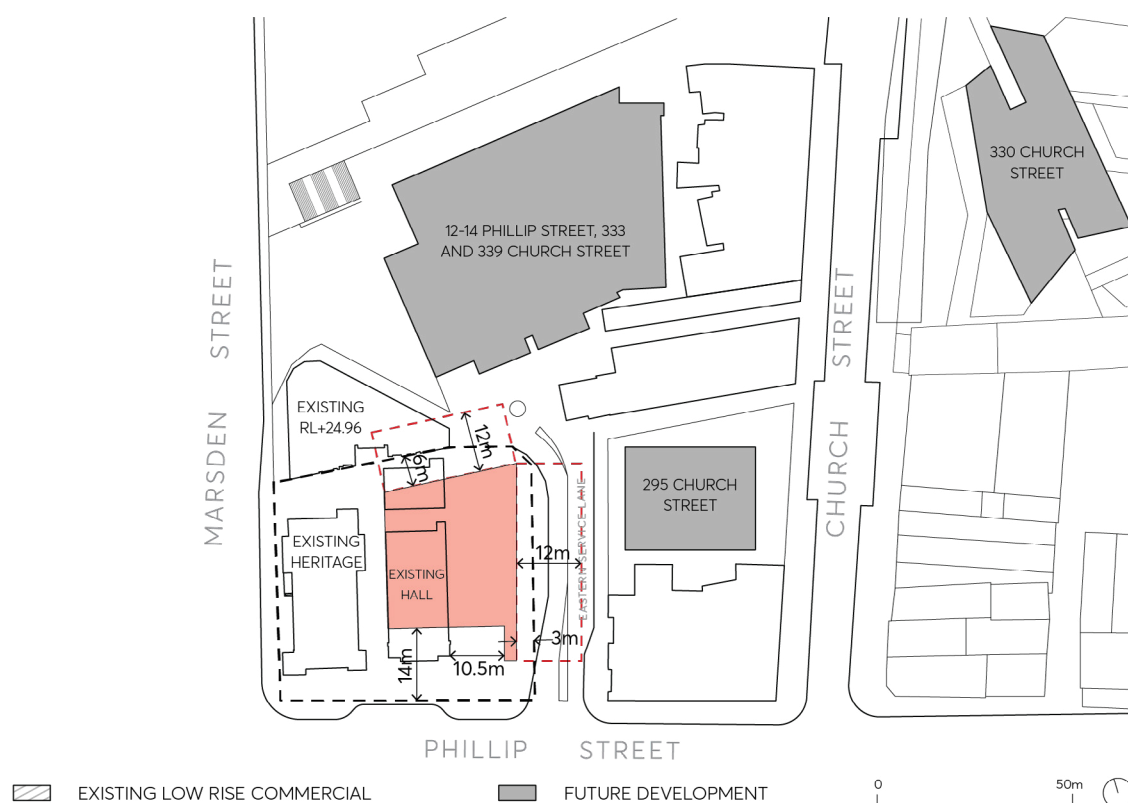 330 CHURCH
STREET
12-14 PHILLIP STREET, 333
AND 339 CHURCH STREET
MARSDEN STREET
CHURCH STREET
EXISTING
RL+24.96
12m
9m
295 CHURCH
STREET
EASTERN SERVICE LANE
12m
EXISTING
HERITAGE
EXISTING
HALL
3m
14m
10.5m
PHILLIP STREET
EXISTING LOW RISE COMMERCIAL
FUTURE DEVELOPMENT
0
50m